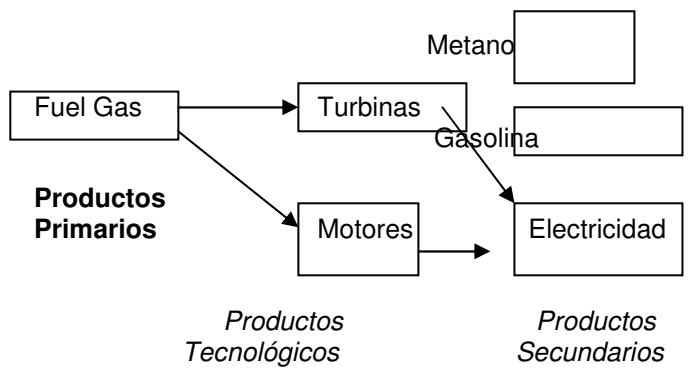 Metano
Fuel Gas
Turbinas
Gasolina
Productos
Primarios
Motores
Electricidad
Productos
Tecnológicos
Productos
Secundarios